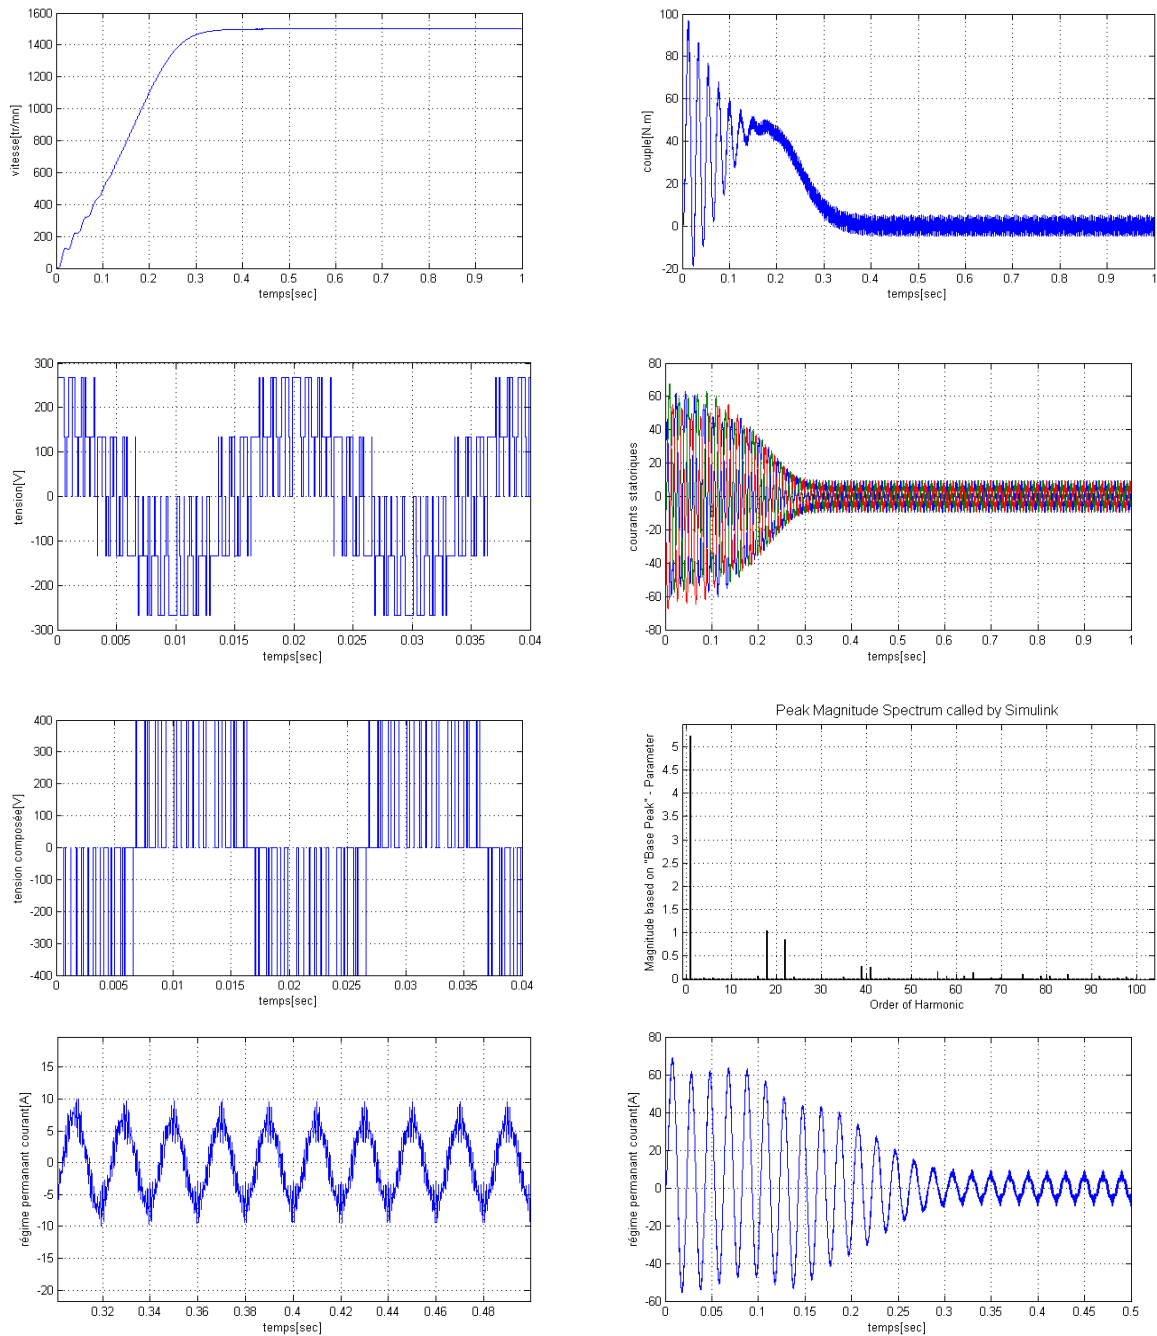 1600
1400
1200
1000
800
600
400
200
0
vitesse[tr/mn]
0 0.1 0.2 0.3 0.4 0.5 0.6 0.7 0.8 0.9 1
temps[sec]
100
80
60
40
20
0
-20
couple[N.m]
0 0.1 0.2 0.3 0.4 0.5 0.6 0.7 0.8 0.9 1
temps[sec]
300
200
100
0
-100
-200
-300
tension[V]
0 0.005 0.01 0.015 0.02 0.025 0.03 0.035 0.04
temps[sec]
80
60
40
20
0
-20
-40
-60
-80
courants statoriques
0 0.1 0.2 0.3 0.4 0.5 0.6 0.7 0.8 0.9 1
temps[sec]
400
300
200
100
0
-100
-200
-300
-400
tension composée[V]
0 0.005 0.01 0.015 0.02 0.025 0.03 0.035 0.04
temps[sec]
Peak Magnitude Spectrum called by Simulink
5
4.5
4
3.5
3
2.5
2
1.5
1
0.5
0
Magnitude based on "Base Peak" - Parameter
0 10 20 30 40 50 60 70 80 90 100
Order of Harmonic
15
10
5
0
-5
-10
-15
-20
régime permnant courant[A]
0.32 0.34 0.36 0.38 0.4 0.42 0.44 0.46 0.48
temps[sec]
80
60
40
20
0
-20
-40
-60
régime permnant courant[A]
0 0.05 0.1 0.15 0.2 0.25 0.3 0.35 0.4 0.45 0.5
temps[sec]